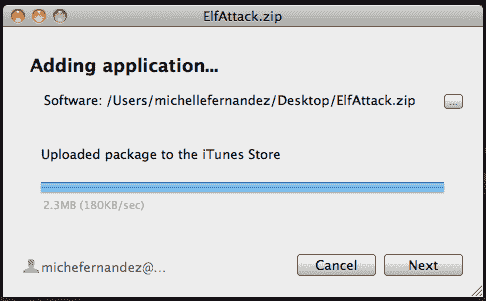 ElfAttack.zip
Adding application...
Software: /Users/michellefernandez/Desktop/ElfAttack.zip ...
Uploaded package to the iTunes Store
2.3MB (180KB/sec)
michefernandez@...
Cancel Next